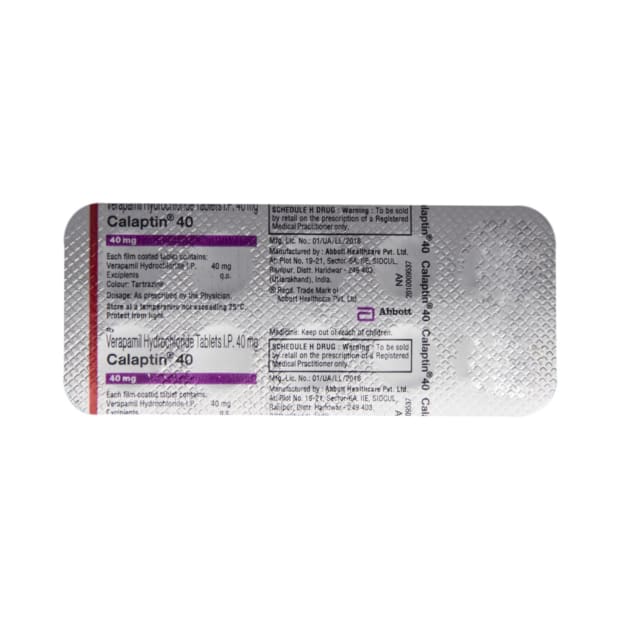 Verapamil Hydrochloride Tablets I.P. 40 mg
Calaptin® 40
40 mg
Each film coated tablet contains:
Verapamil Hydrochloride I.P. 40 mg
Excipients q.s.
Colour: Tartrazine
Dosage: As prescribed by the Physician.
Store at a temperature not exceeding 25°C.
Protect from light.
SCHEDULE H DRUG : Warning : To be sold
by retail on the prescription of a Registered
Medical Practitioner only.
Mfg. Lic. No.: 01/UA/LL/2018
Manufactured by : Abbott Healthcare Pvt. Ltd.
At: Plot No. 19-21, Sector-6A, IIE, SIDCUL,
Ranipur, Distt. Haridwar - 249 403.
(Uttarakhand), India.
® Regd. Trade Mark of
Abbott Healthcare Pvt. Ltd.
Abbott
Medicine: Keep out of reach of children.
Rx
Verapamil Hydrochloride Tablets I.P. 40 mg
Calaptin® 40
40 mg
Each film-coated tablet contains:
Verapamil Hydrochloride I.P. 40 mg
Excipients q.s.
SCHEDULE H DRUG : Warning : To be sold
by retail on the prescription of a Registered
Medical Practitioner only.
Mfg. Lic. No.: 01/UA/LL/2018
Manufactured by : Abbott Healthcare Pvt. Ltd.
At: Plot No. 19-21, Sector-6A, IIE, SIDCUL,
Ranipur, Distt. Haridwar - 249 403.
AN
laptin® 40 Calaptin® 40 Calaptin® 40 Cala